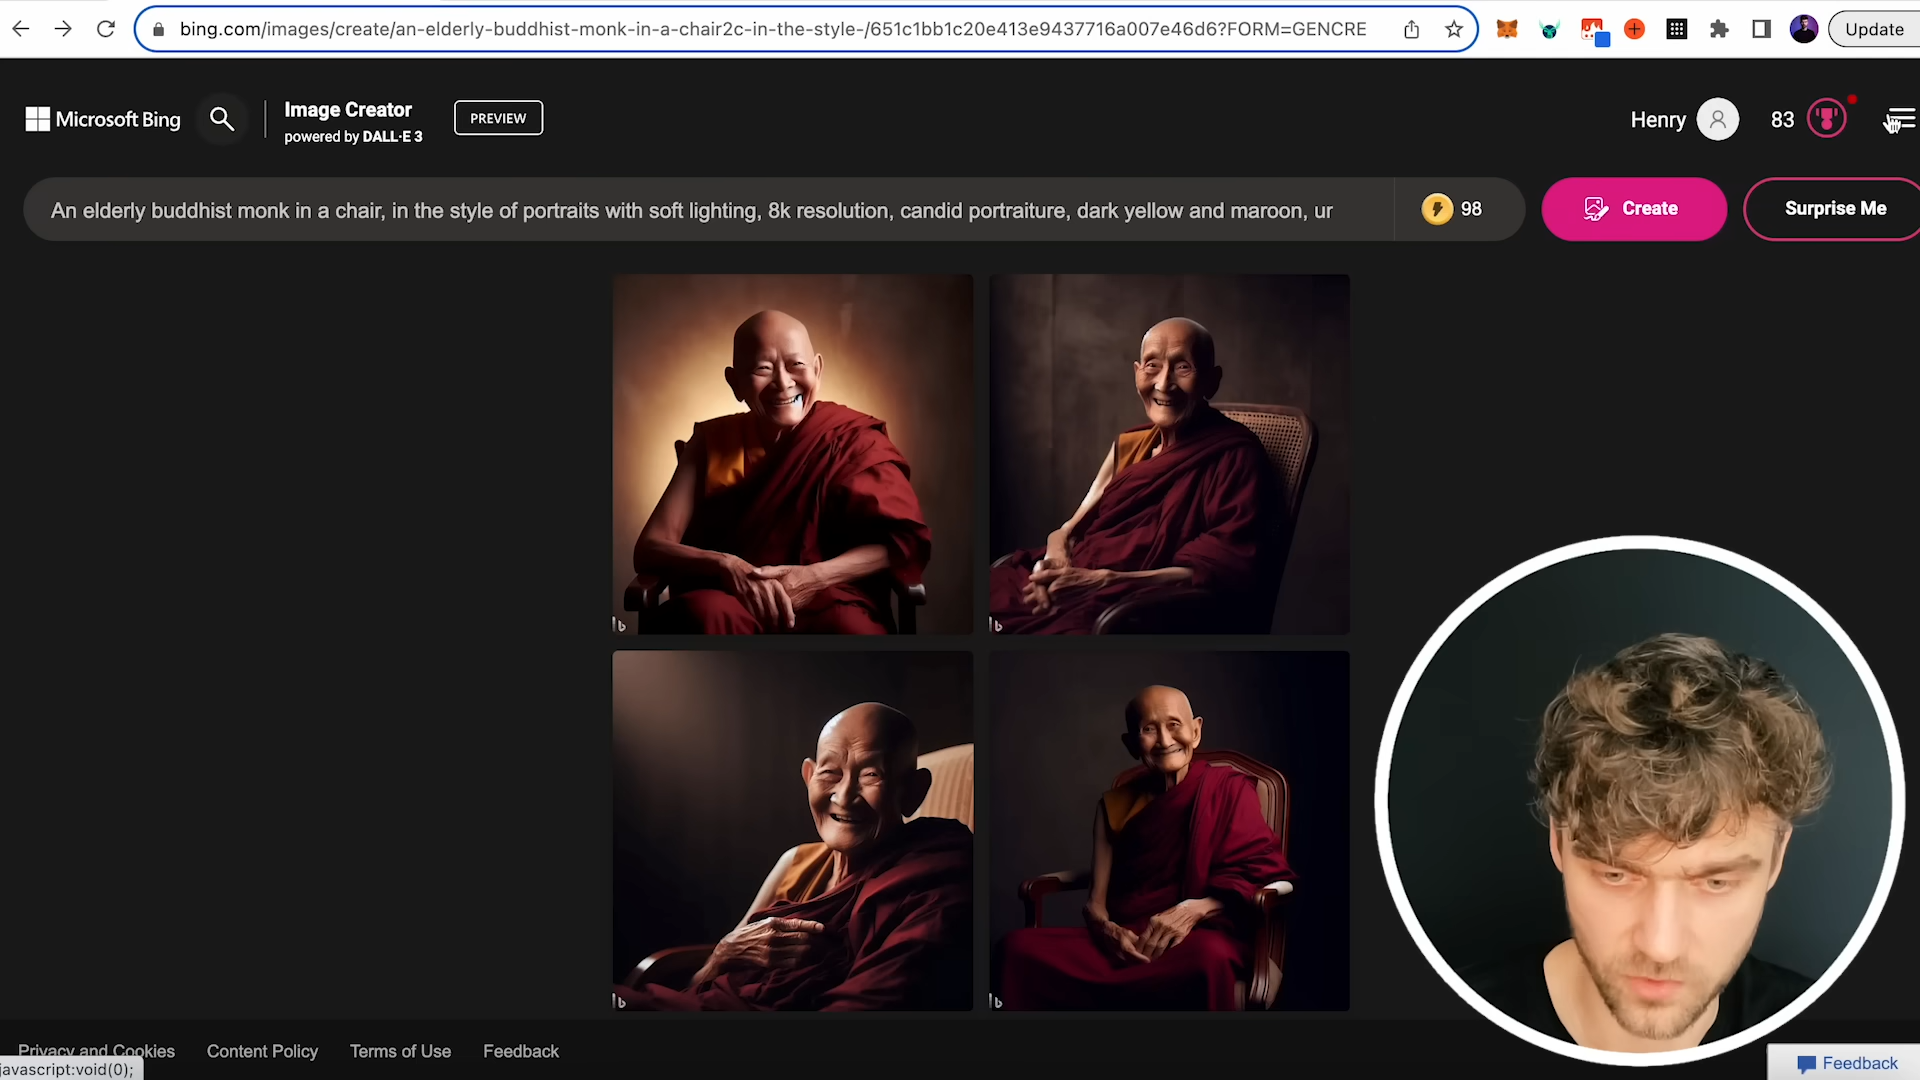 bing.com/images/create/an-elderly-buddhist-monk-in-a-chair2c-in-the-style-/651c1bb1c20e413e9437716a007e46d6?FORM=GENCRE
Update
Microsoft Bing
Image Creator
powered by DALL·E 3
PREVIEW
Henry
83
An elderly buddhist monk in a chair, in the style of portraits with soft lighting, 8k resolution, candid portraiture, dark yellow and maroon, ur
98
Create
Surprise Me
Privacy and Cookies
Content Policy
Terms of Use
Feedback
javascript:void(0);
Feedback